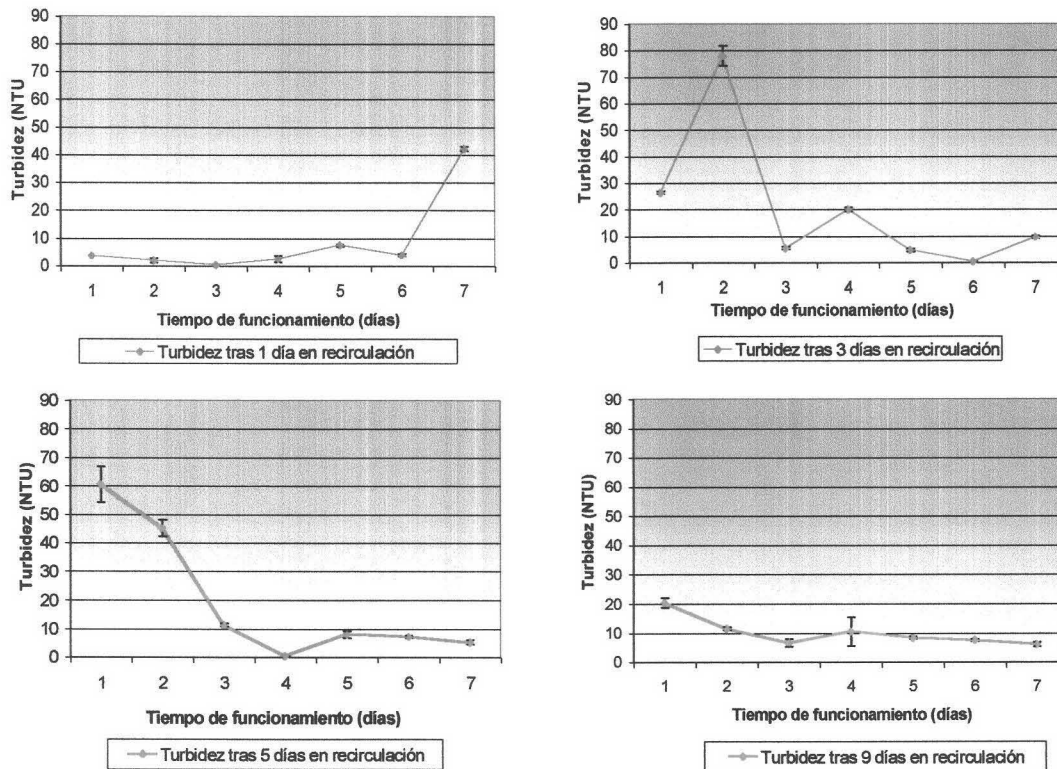 90
80
70
60
50
40
30
20
10
0
Turbidez (NTU
1 2 3 4 5 6 7
Tiempo de funcionamiento (días)
Turbidez tras 1 día en recirculación
90
80
70
60
50
40
30
20
10
0
Turbidez (NTU
1 2 3 4 5 6 7
Tiempo de funcionamiento (días)
Turbidez tras 3 días en recirculación
90
80
70
60
50
40
30
20
10
0
Turbidez (NTU)
1 2 3 4 5 6 7
Tiempo de funcionamiento (días)
Turbidez tras 5 días en recirculación
90
80
70
60
50
40
30
20
10
0
Turbidez (NTU)
1 2 3 4 5 6 7
Tiempo de funcionamiento (días)
Turbidez tras 9 días en recirculación